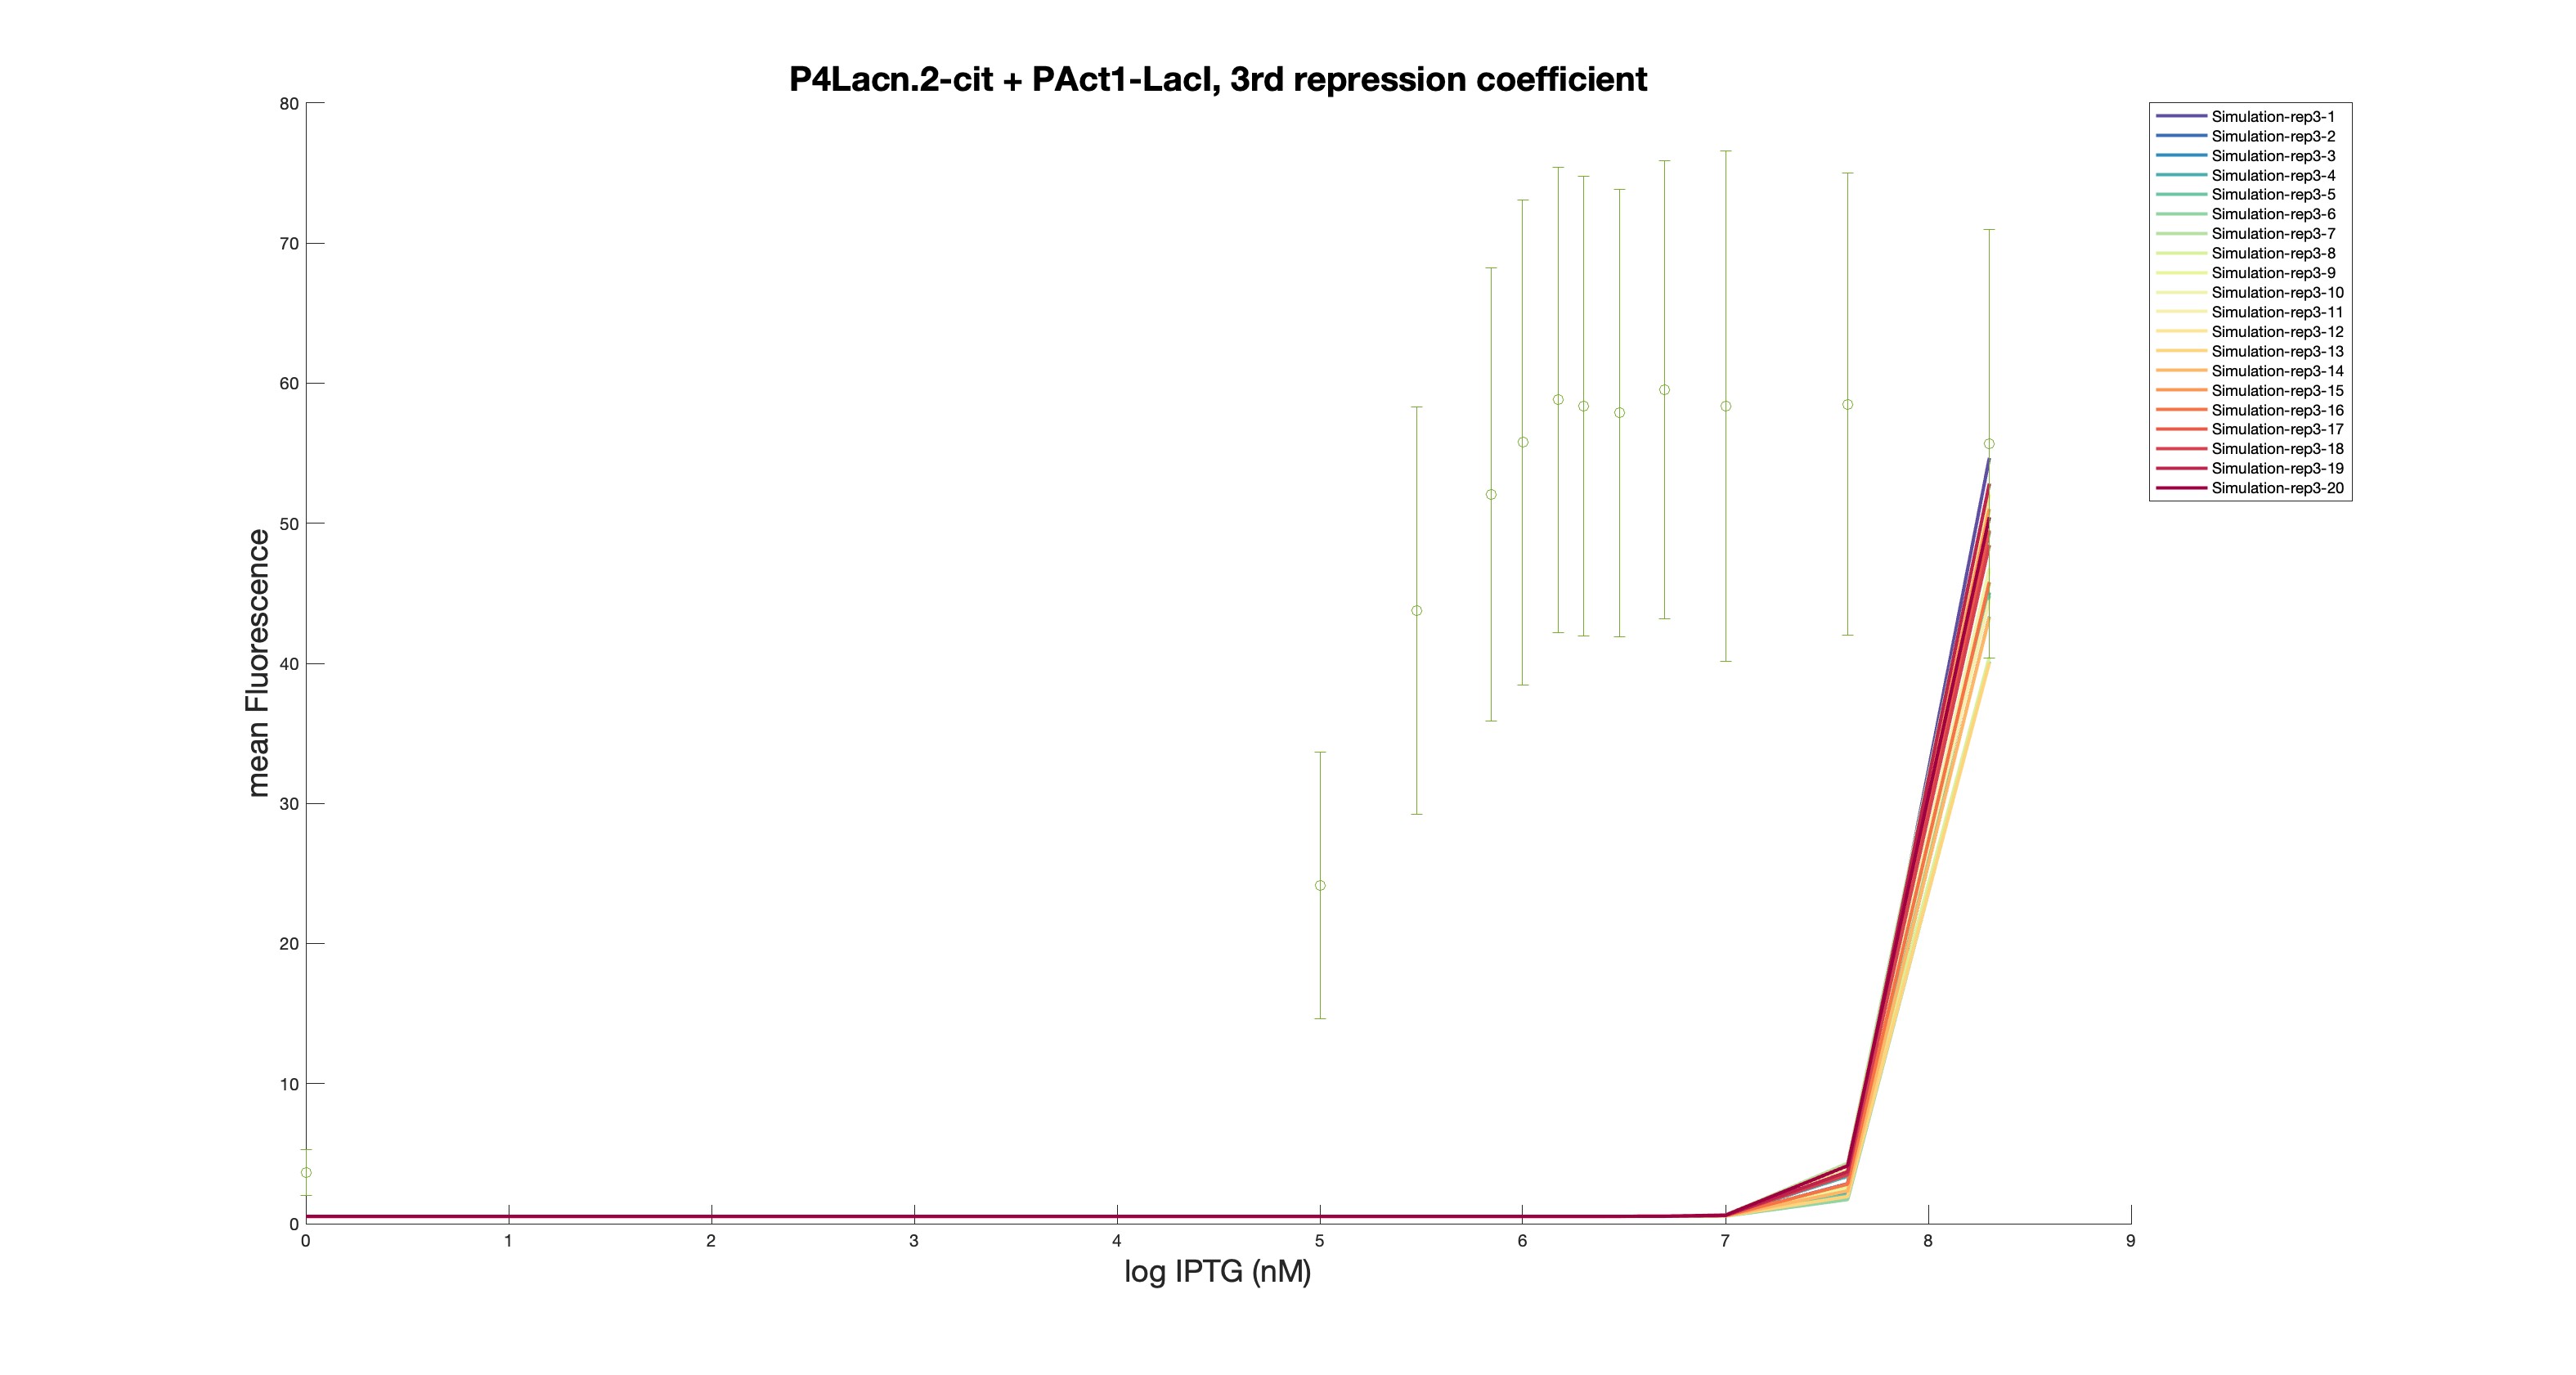 P4Lacn.2-cit + PAct1-LacI, 3rd repression coefficient
80
70
60
50
40
30
20
10
0
mean Fluorescence
0 1 2 3 4 5 6 7 8 9
log IPTG (nM)
Simulation-rep3-1
Simulation-rep3-2
Simulation-rep3-3
Simulation-rep3-4
Simulation-rep3-5
Simulation-rep3-6
Simulation-rep3-7
Simulation-rep3-8
Simulation-rep3-9
Simulation-rep3-10
Simulation-rep3-11
Simulation-rep3-12
Simulation-rep3-13
Simulation-rep3-14
Simulation-rep3-15
Simulation-rep3-16
Simulation-rep3-17
Simulation-rep3-18
Simulation-rep3-19
Simulation-rep3-20